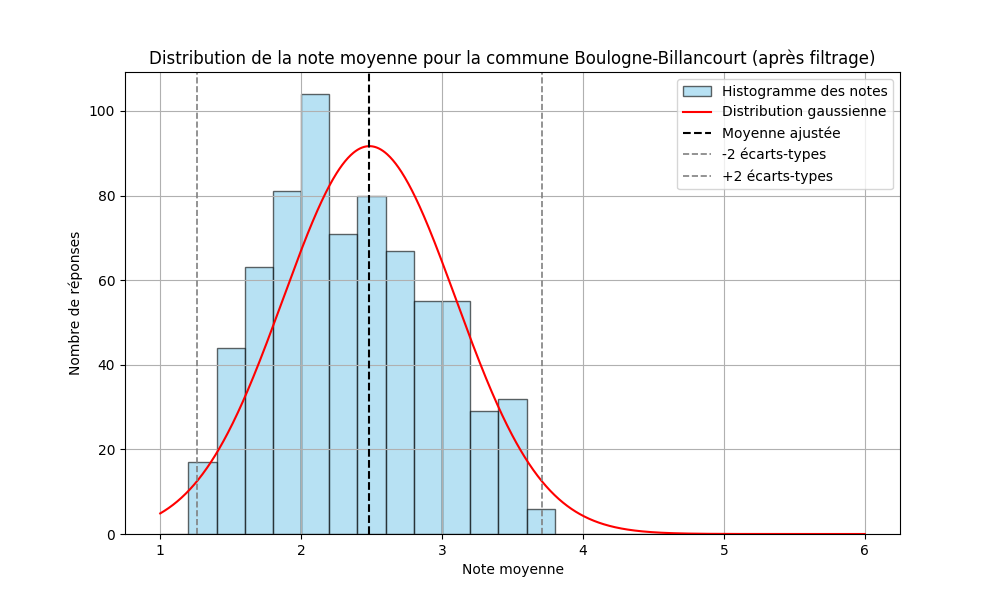 Distribution de la note moyenne pour la commune Boulogne-Billancourt (après filtrage)
Histogramme des notes
Distribution gaussienne
Moyenne ajustée
-2 écarts-types
+2 écarts-types
Nombre de réponses
100
80
60
40
20
0
1 2 3 4 5 6
Note moyenne